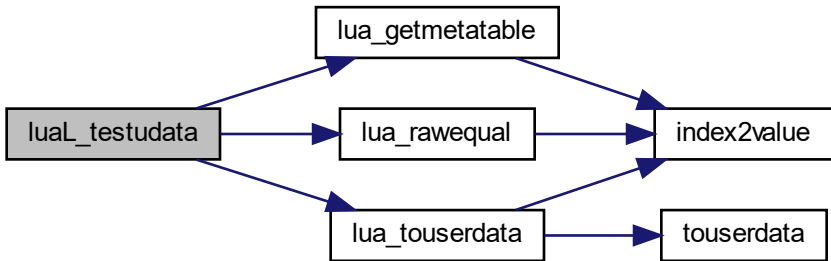 lua_getmetatable
luaL_testudata
lua_rawequal
index2value
lua_touserdata
touserdata